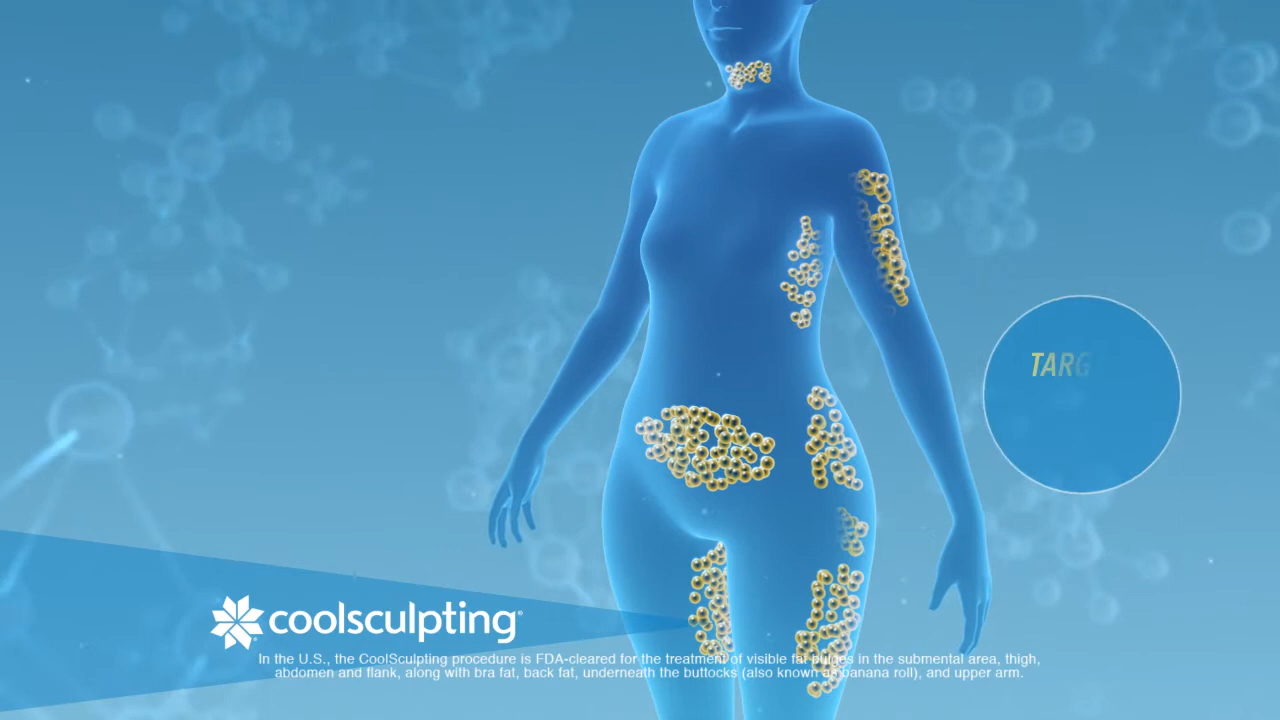 TARG
coolsculpting®
In the U.S., the CoolSculpting procedure is FDA-cleared for the treatment of visible fat bulges in the submental area, thigh,
abdomen and flank, along with bra fat, back fat, underneath the buttocks (also known as banana roll), and upper arm.